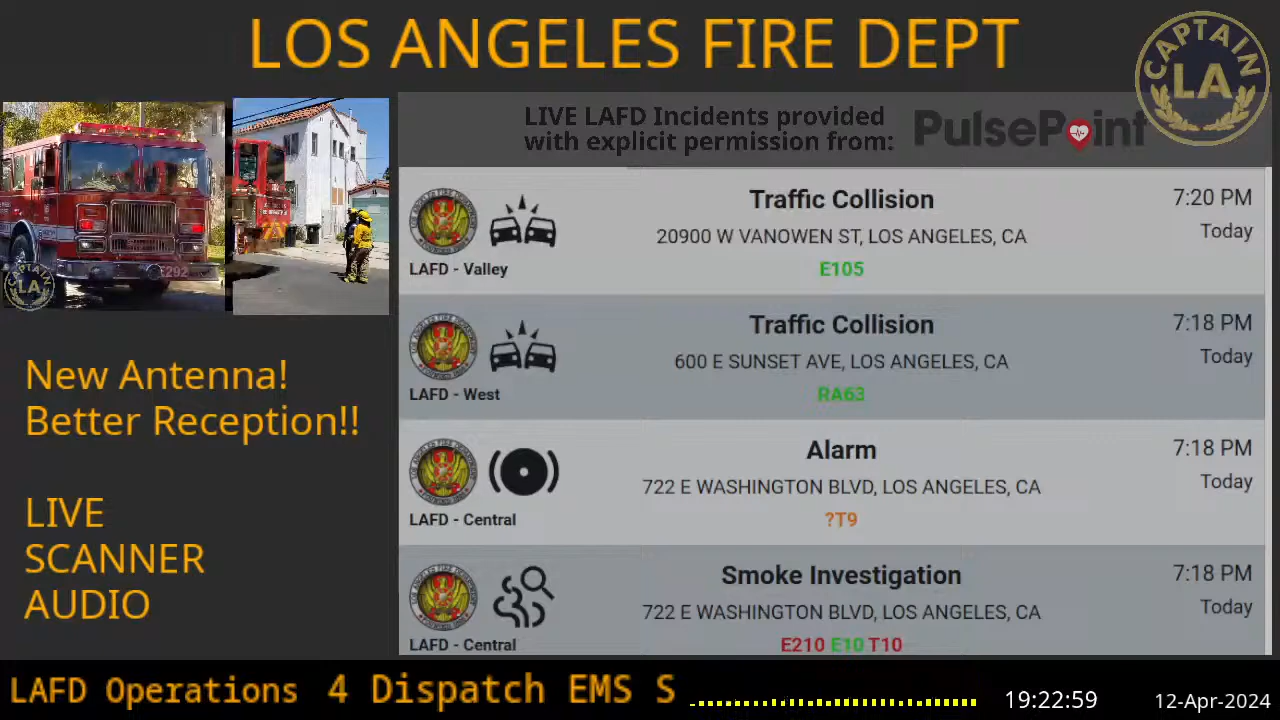 LOS ANGELES FIRE DEPT
CAPTAIN
LA
LIVE LAFD Incidents provided
with explicit permission from:
PulsePoint
E292
CAPTAIN
LA
Traffic Collision
7:20 PM
20900 W VANOWEN ST, LOS ANGELES, CA
Today
LAFD - Valley
E105
Traffic Collision
7:18 PM
600 E SUNSET AVE, LOS ANGELES, CA
Today
LAFD - West
RA63
Alarm
7:18 PM
722 E WASHINGTON BLVD, LOS ANGELES, CA
Today
LAFD - Central
?T9
Smoke Investigation
7:18 PM
722 E WASHINGTON BLVD, LOS ANGELES, CA
Today
LAFD - Central
E210 E10 T10
New Antenna!
Better Reception!!
LIVE
SCANNER
AUDIO
LAFD Operations 4 Dispatch EMS S
19:22:59
12-Apr-2024